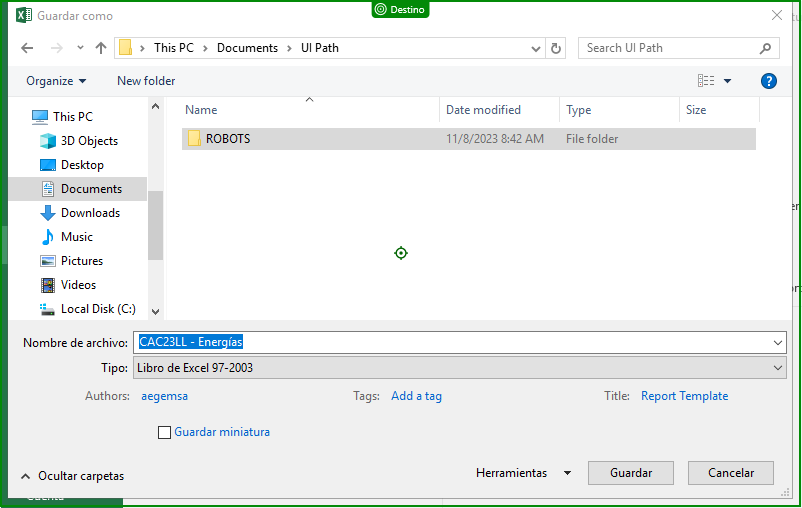 Destino
Guardar como
This PC > Documents > UI Path
Search UI Path
Organize
New folder
Name
Date modified
Type
Size
This PC
3D Objects
Desktop
Documents
Downloads
Music
Pictures
Videos
Local Disk (C:)
ROBOTS
11/8/2023 8:42 AM
File folder
Nombre de archivo:
CAC23LL - Energías
Tipo:
Libro de Excel 97-2003
Authors:
aegemsa
Tags:
Add a tag
Title:
Report Template
Guardar miniatura
Ocultar carpetas
Herramientas
Guardar
Cancelar